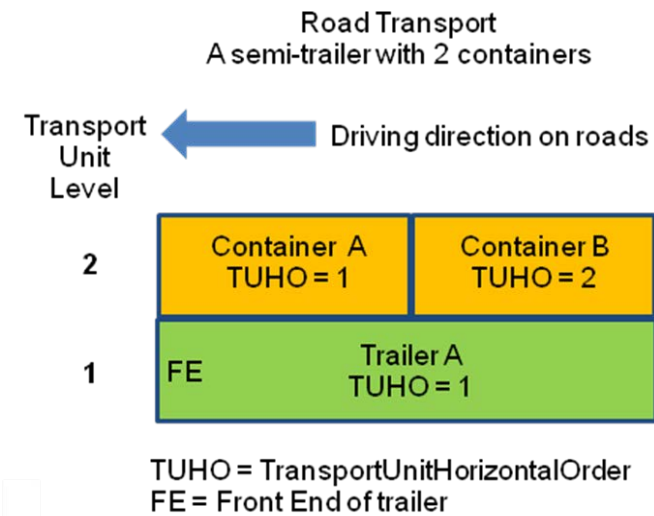 Road Transport
A semi-trailer with 2 containers
Transport
Unit
Level
Driving direction on roads
2
Container A
TUHO = 1
Container B
TUHO = 2
1
FE
Trailer A
TUHO = 1
TUHO = TransportUnitHorizontalOrder
FE = Front End of trailer